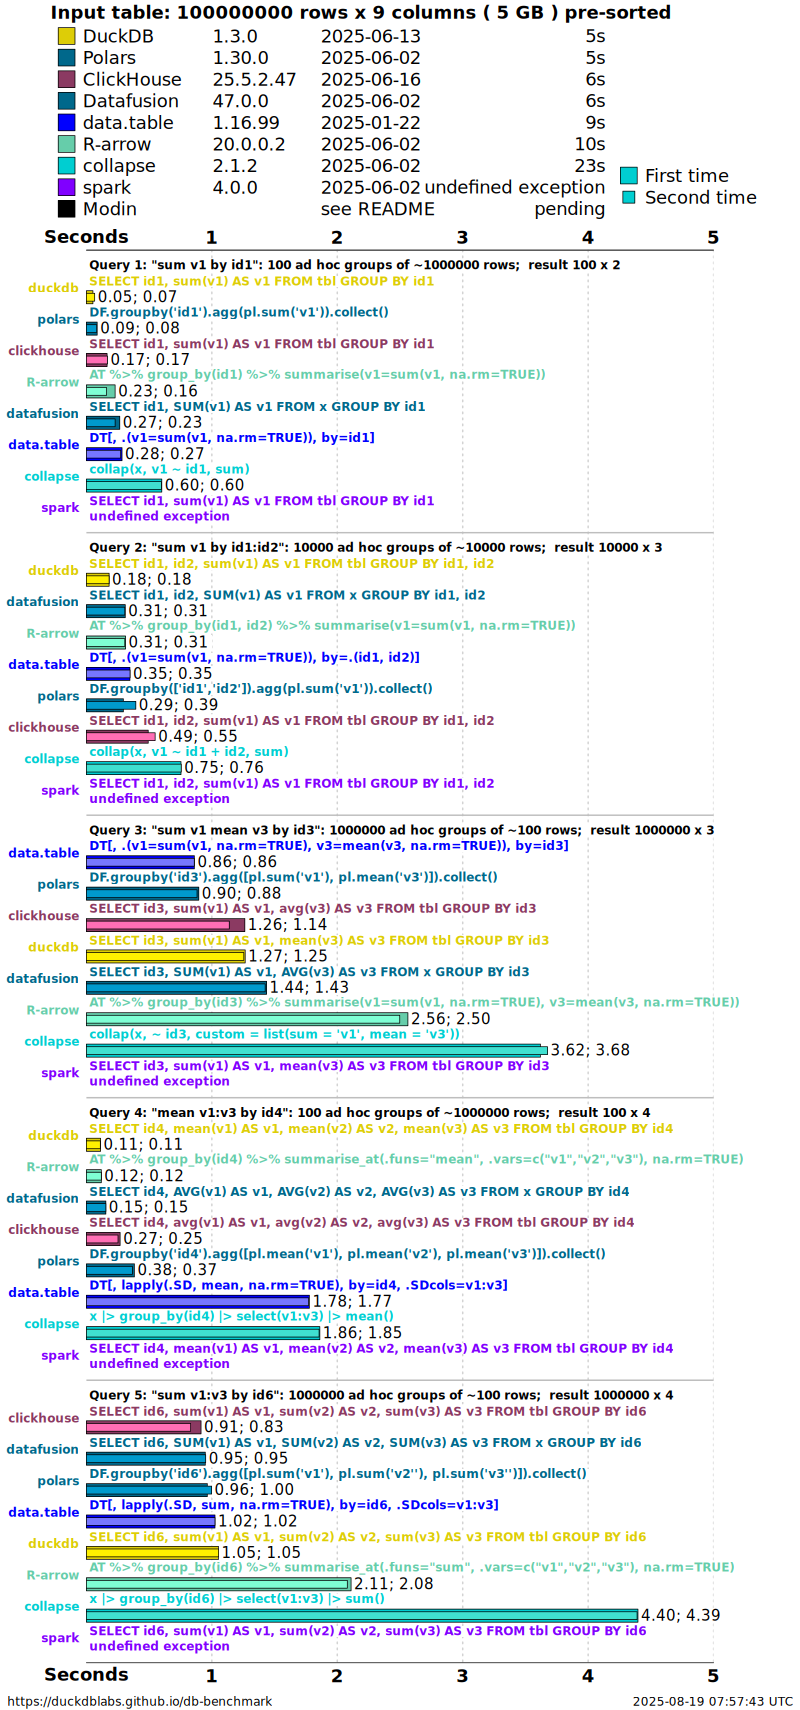 Input table: 100000000 rows x 9 columns ( 5 GB ) pre-sorted
DuckDB 1.3.0 2025-06-13 5s
Polars 1.30.0 2025-06-02 5s
ClickHouse 25.5.2.47 2025-06-16 6s
Datafusion 47.0.0 2025-06-02 6s
data.table 1.16.99 2025-01-22 9s
R-arrow 20.0.0.2 2025-06-02 10s
collapse 2.1.2 2025-06-02 23s
spark 4.0.0 2025-06-02 undefined exception
Modin see README pending
First time
Second time
Seconds 1 2 3 4 5
Query 1: "sum v1 by id1": 100 ad hoc groups of ~1000000 rows;  result 100 x 2
duckdb SELECT id1, sum(v1) AS v1 FROM tbl GROUP BY id1
0.05; 0.07
polars DF.groupby('id1').agg(pl.sum('v1')).collect()
0.09; 0.08
clickhouse SELECT id1, sum(v1) AS v1 FROM tbl GROUP BY id1
0.17; 0.17
R-arrow AT %>% group_by(id1) %>% summarise(v1=sum(v1, na.rm=TRUE))
0.23; 0.16
datafusion SELECT id1, SUM(v1) AS v1 FROM x GROUP BY id1
0.27; 0.23
data.table DT[, .(v1=sum(v1, na.rm=TRUE)), by=id1]
0.28; 0.27
collapse collap(x, v1 ~ id1, sum)
0.60; 0.60
spark SELECT id1, sum(v1) AS v1 FROM tbl GROUP BY id1
undefined exception
Query 2: "sum v1 by id1:id2": 10000 ad hoc groups of ~10000 rows;  result 10000 x 3
duckdb SELECT id1, id2, sum(v1) AS v1 FROM tbl GROUP BY id1, id2
0.18; 0.18
datafusion SELECT id1, id2, SUM(v1) AS v1 FROM x GROUP BY id1, id2
0.31; 0.31
R-arrow AT %>% group_by(id1, id2) %>% summarise(v1=sum(v1, na.rm=TRUE))
0.31; 0.31
data.table DT[, .(v1=sum(v1, na.rm=TRUE)), by=.(id1, id2)]
0.35; 0.35
polars DF.groupby(['id1','id2']).agg(pl.sum('v1')).collect()
0.29; 0.39
clickhouse SELECT id1, id2, sum(v1) AS v1 FROM tbl GROUP BY id1, id2
0.49; 0.55
collapse collap(x, v1 ~ id1 + id2, sum)
0.75; 0.76
spark SELECT id1, id2, sum(v1) AS v1 FROM tbl GROUP BY id1, id2
undefined exception
Query 3: "sum v1 mean v3 by id3": 1000000 ad hoc groups of ~100 rows;  result 1000000 x 3
data.table DT[, .(v1=sum(v1, na.rm=TRUE), v3=mean(v3, na.rm=TRUE)), by=id3]
0.86; 0.86
polars DF.groupby('id3').agg([pl.sum('v1'), pl.mean('v3')]).collect()
0.90; 0.88
clickhouse SELECT id3, sum(v1) AS v1, avg(v3) AS v3 FROM tbl GROUP BY id3
1.26; 1.14
duckdb SELECT id3, sum(v1) AS v1, mean(v3) AS v3 FROM tbl GROUP BY id3
1.27; 1.25
datafusion SELECT id3, SUM(v1) AS v1, AVG(v3) AS v3 FROM x GROUP BY id3
1.44; 1.43
R-arrow AT %>% group_by(id3) %>% summarise(v1=sum(v1, na.rm=TRUE), v3=mean(v3, na.rm=TRUE))
2.56; 2.50
collapse collap(x, ~ id3, custom = list(sum = 'v1', mean = 'v3'))
3.62; 3.68
spark SELECT id3, sum(v1) AS v1, mean(v3) AS v3 FROM tbl GROUP BY id3
undefined exception
Query 4: "mean v1:v3 by id4": 100 ad hoc groups of ~1000000 rows;  result 100 x 4
duckdb SELECT id4, mean(v1) AS v1, mean(v2) AS v2, mean(v3) AS v3 FROM tbl GROUP BY id4
0.11; 0.11
R-arrow AT %>% group_by(id4) %>% summarise_at(.funs="mean", .vars=c("v1","v2","v3"), na.rm=TRUE)
0.12; 0.12
datafusion SELECT id4, AVG(v1) AS v1, AVG(v2) AS v2, AVG(v3) AS v3 FROM x GROUP BY id4
0.15; 0.15
clickhouse SELECT id4, avg(v1) AS v1, avg(v2) AS v2, avg(v3) AS v3 FROM tbl GROUP BY id4
0.27; 0.25
polars DF.groupby('id4').agg([pl.mean('v1'), pl.mean('v2'), pl.mean('v3')]).collect()
0.38; 0.37
data.table DT[, lapply(.SD, mean, na.rm=TRUE), by=id4, .SDcols=v1:v3]
1.78; 1.77
collapse x |> group_by(id4) |> select(v1:v3) |> mean()
1.86; 1.85
spark SELECT id4, mean(v1) AS v1, mean(v2) AS v2, mean(v3) AS v3 FROM tbl GROUP BY id4
undefined exception
Query 5: "sum v1:v3 by id6": 1000000 ad hoc groups of ~100 rows;  result 1000000 x 4
clickhouse SELECT id6, sum(v1) AS v1, sum(v2) AS v2, sum(v3) AS v3 FROM tbl GROUP BY id6
0.91; 0.83
datafusion SELECT id6, SUM(v1) AS v1, SUM(v2) AS v2, SUM(v3) AS v3 FROM x GROUP BY id6
0.95; 0.95
polars DF.groupby('id6').agg([pl.sum('v1'), pl.sum('v2''), pl.sum('v3'')]).collect()
0.96; 1.00
data.table DT[, lapply(.SD, sum, na.rm=TRUE), by=id6, .SDcols=v1:v3]
1.02; 1.02
duckdb SELECT id6, sum(v1) AS v1, sum(v2) AS v2, sum(v3) AS v3 FROM tbl GROUP BY id6
1.05; 1.05
R-arrow AT %>% group_by(id6) %>% summarise_at(.funs="sum", .vars=c("v1","v2","v3"), na.rm=TRUE)
2.11; 2.08
collapse x |> group_by(id6) |> select(v1:v3) |> sum()
4.40; 4.39
spark SELECT id6, sum(v1) AS v1, sum(v2) AS v2, sum(v3) AS v3 FROM tbl GROUP BY id6
undefined exception
Seconds 1 2 3 4 5
https://duckdblabs.github.io/db-benchmark 2025-08-19 07:57:43 UTC